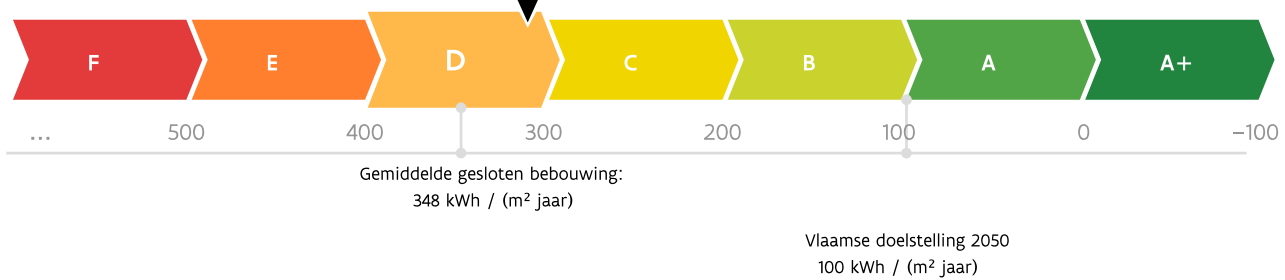 F E D C B A A+
... 500 400 300 200 100 0 –100
Gemiddelde gesloten bebouwing:
348 kWh / (m² jaar)
Vlaamse doelstelling 2050
100 kWh / (m² jaar)